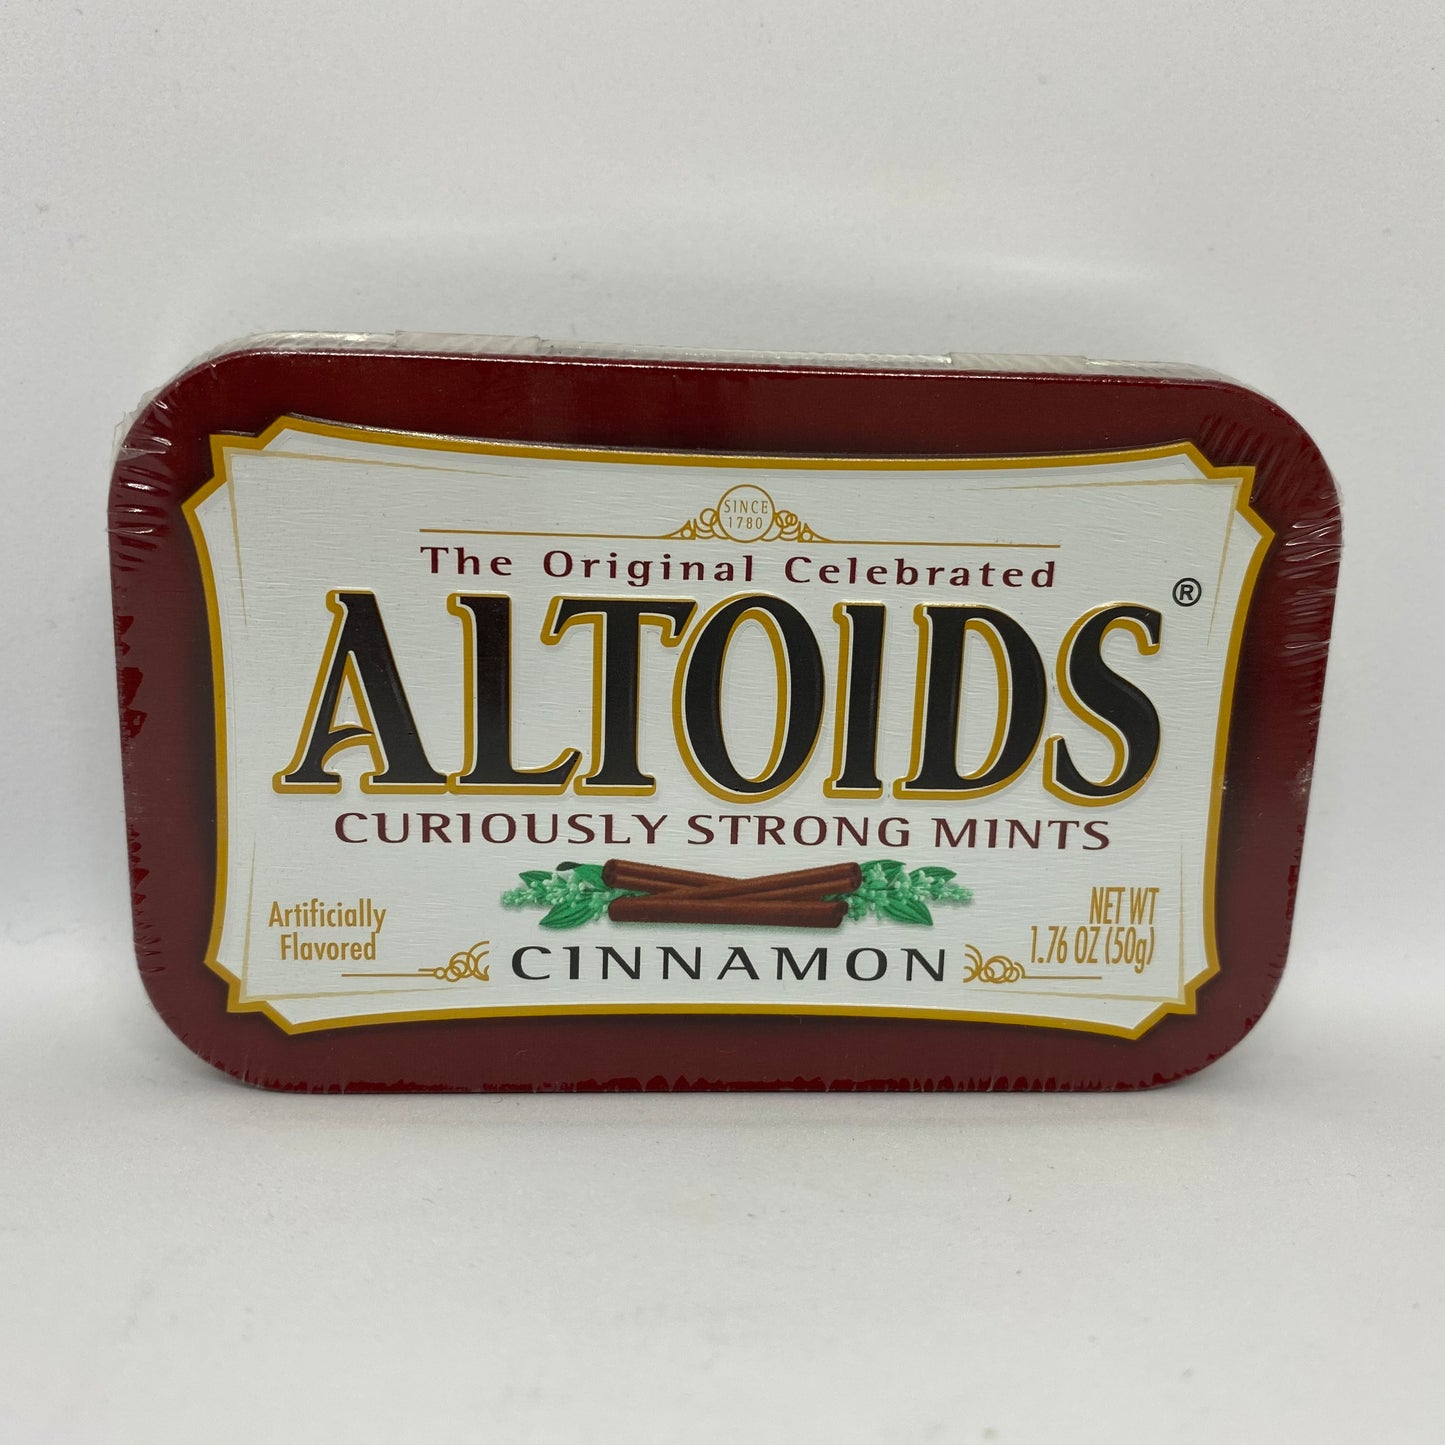 SINCE
1780
The Original Celebrated
ALTOIDS®
CURIOUSLY STRONG MINTS
Artificially
Flavored
CINNAMON
NET WT
1.76 OZ (50g)